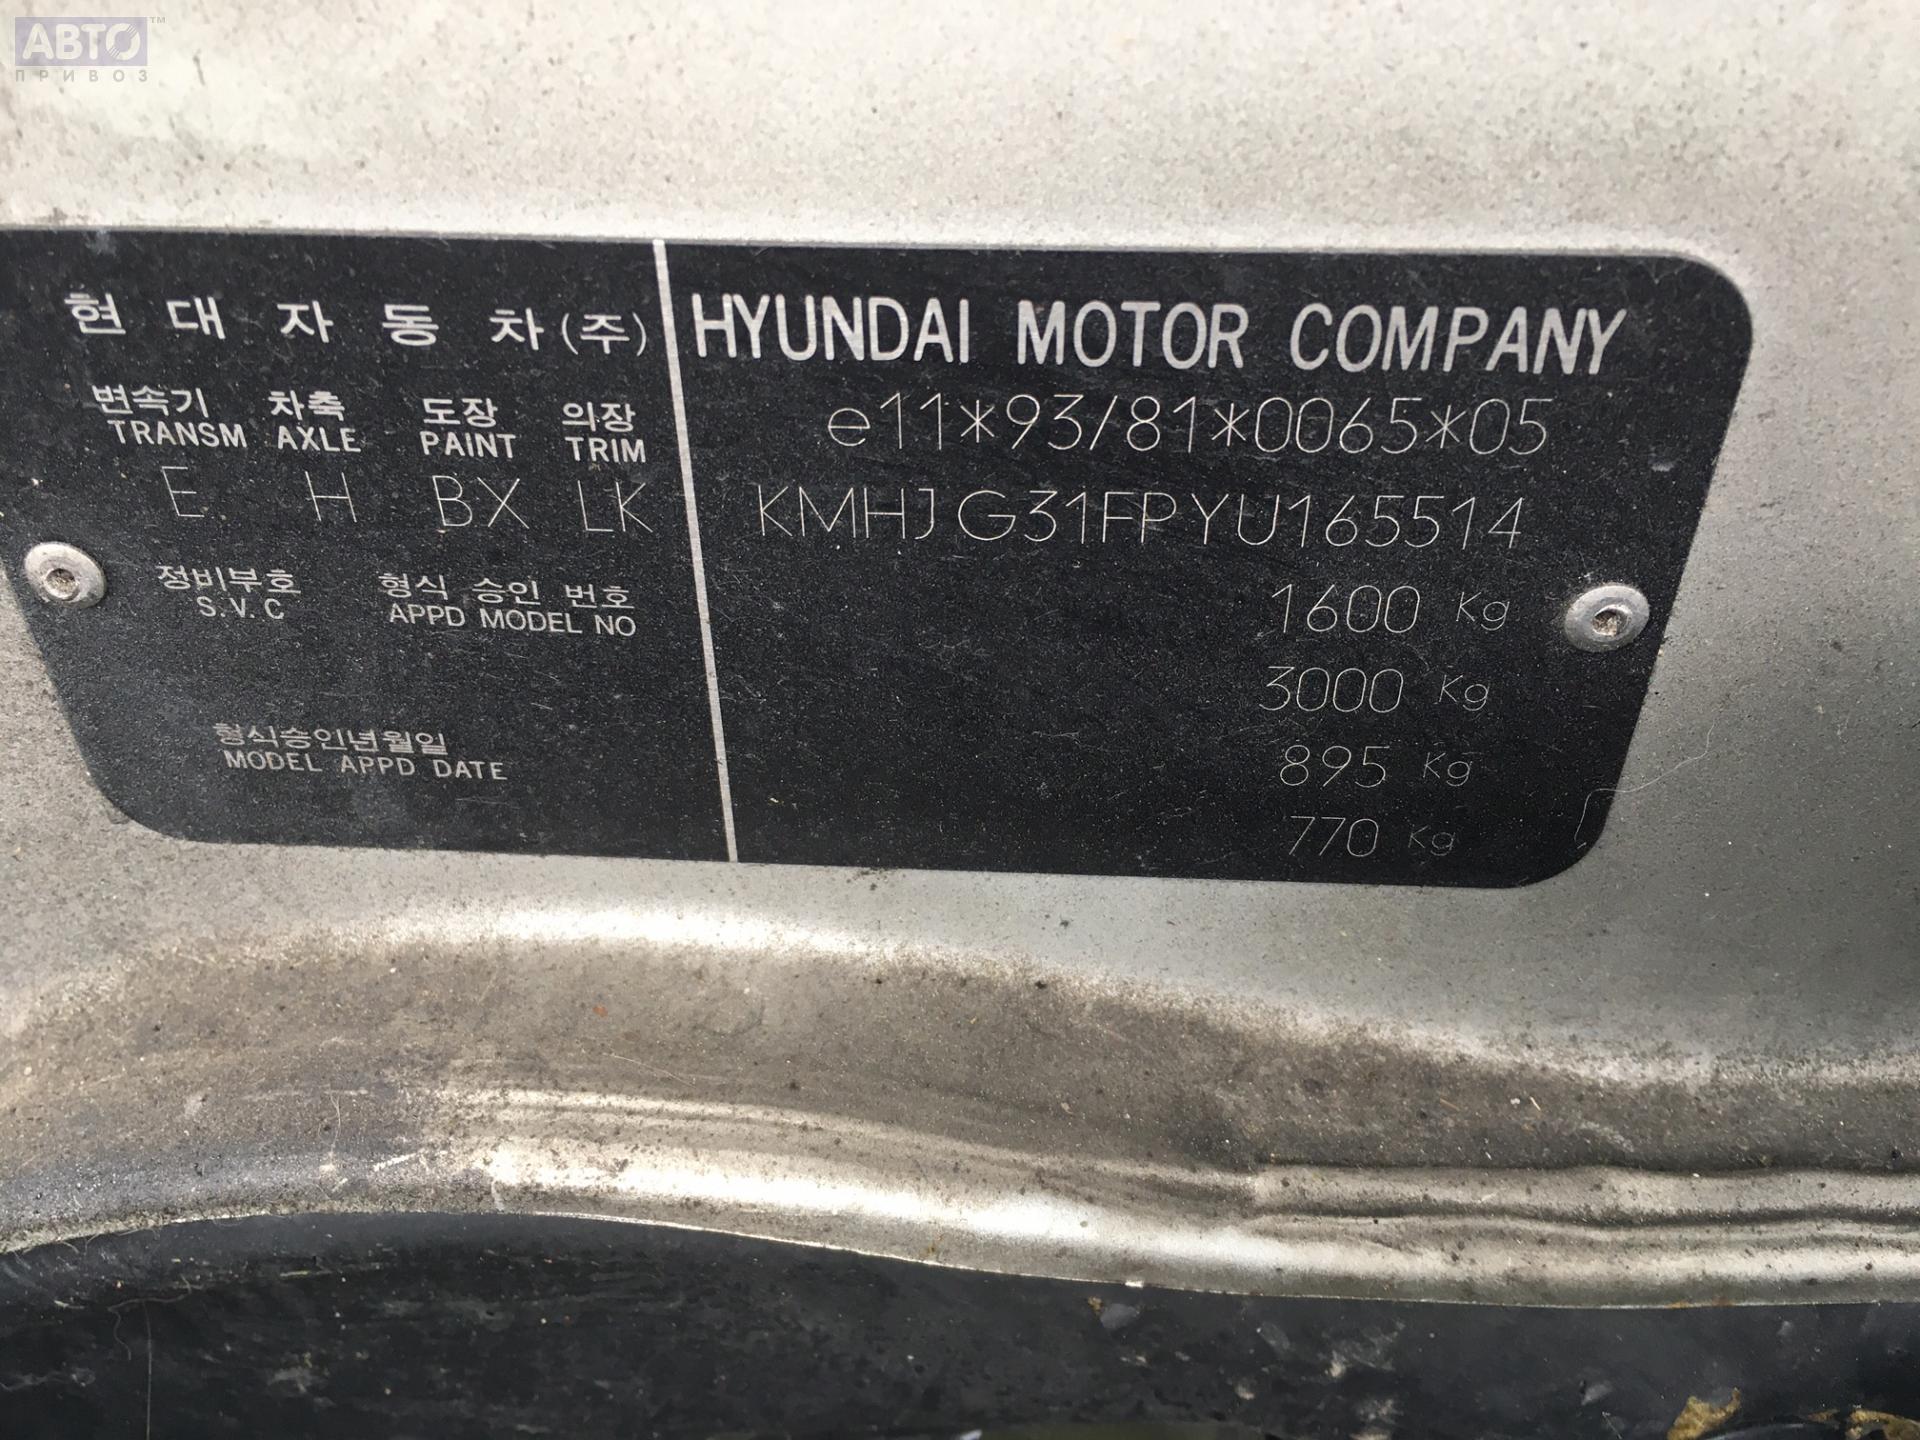 АВТО™
ПРИВОЗ
현대자동차(주) HYUNDAI MOTOR COMPANY
변속기 차축 도장 의장
TRANSM AXLE PAINT TRIM
E H BX LK
정비부호 형식 승인 번호
S.V.C APPD MODEL NO
형식승인년월일
MODEL APPD DATE
e11*93/81*0065*05
KMHJG31FPYU165514
1600 Kg
3000 Kg
895 Kg
770 Kg